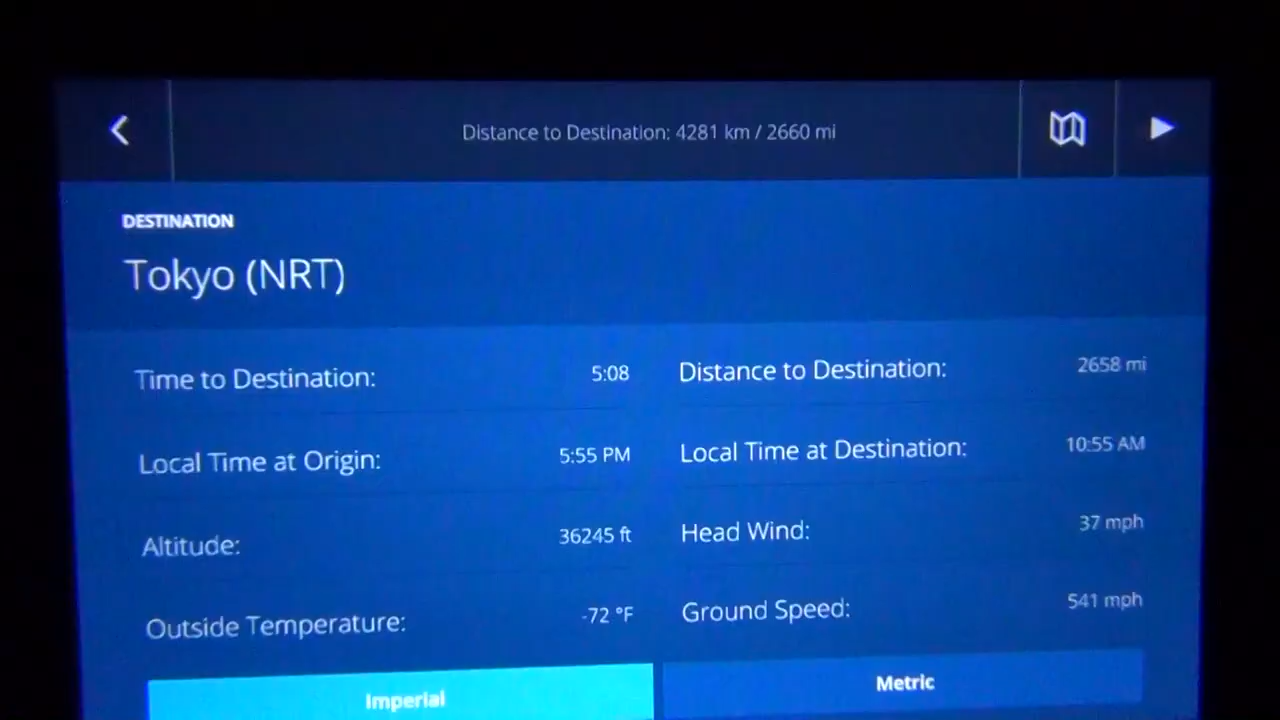 Distance to Destination: 4281 km / 2660 mi
DESTINATION
Tokyo (NRT)
Time to Destination: 5:08 Distance to Destination: 2658 mi
Local Time at Origin: 5:55 PM Local Time at Destination: 10:55 AM
Altitude: 36245 ft Head Wind: 37 mph
Outside Temperature: -72 °F Ground Speed: 541 mph
Imperial Metric